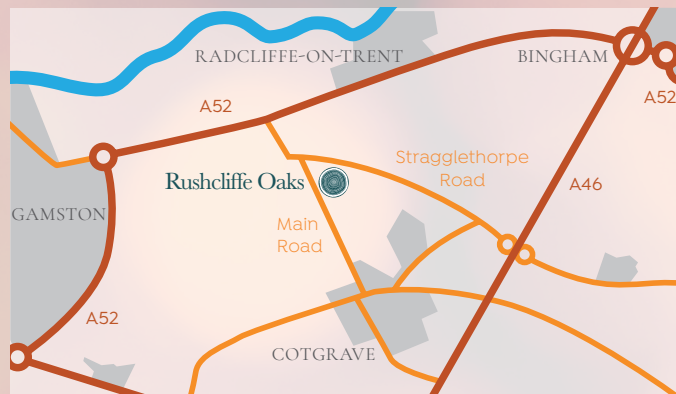 RADCLIFFE-ON-TRENT
BINGHAM
A52
A52
Stragglethorpe
Road
Rushcliffe Oaks
A46
GAMSTON
Main
Road
A52
COTGRAVE